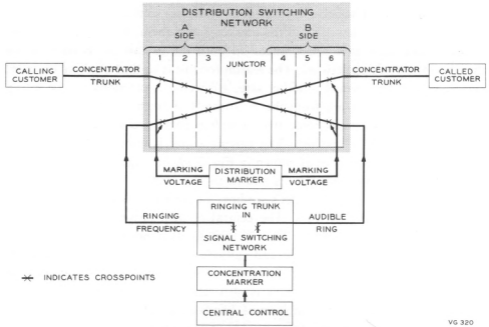 DISTRIBUTION SWITCHING
NETWORK
A
SIDE
B
SIDE
1
2
3
JUNCTOR
4
5
6
CALLING
CUSTOMER
CONCENTRATOR
TRUNK
CONCENTRATOR
TRUNK
CALLED
CUSTOMER
MARKING
VOLTAGE
DISTRIBUTION
MARKER
MARKING
VOLTAGE
RINGING
FREQUENCY
RINGING TRUNK
IN
SIGNAL SWITCHING
NETWORK
AUDIBLE
RING
INDICATES CROSSPOINTS
CONCENTRATION
MARKER
CENTRAL CONTROL
VG 320